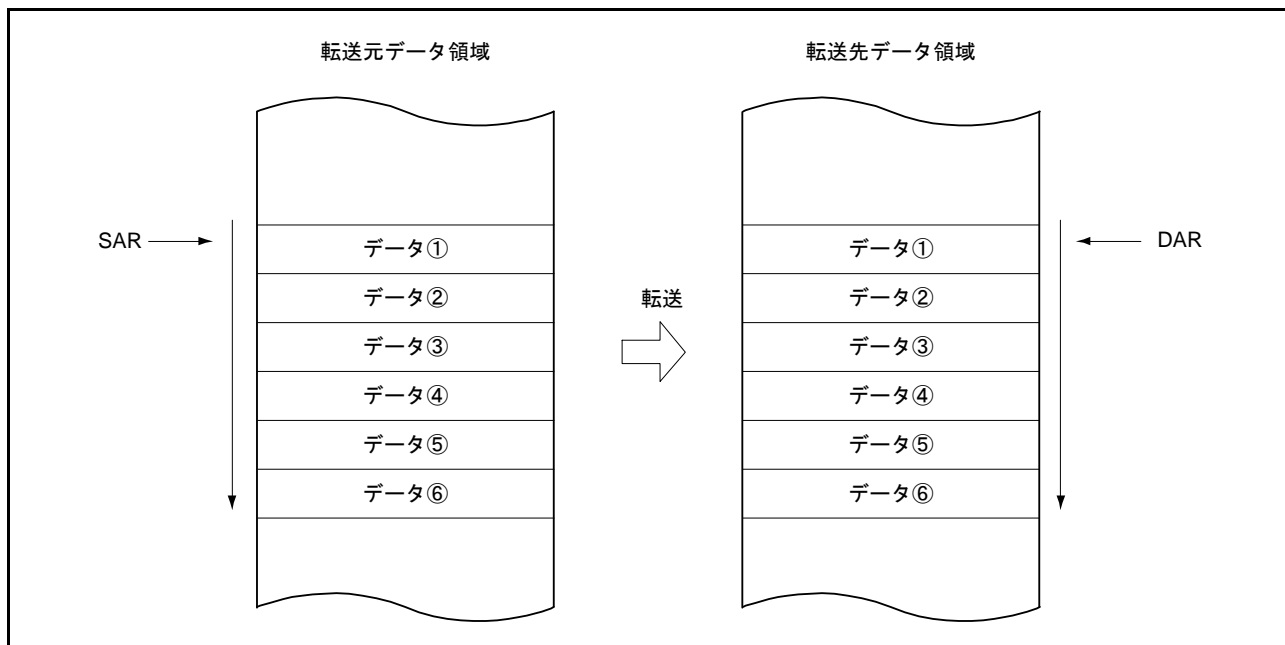 転送元データ領域
転送先データ領域
SAR
データ①
データ②
データ③
データ④
データ⑤
データ⑥
転送
データ①
データ②
データ③
データ④
データ⑤
データ⑥
DAR